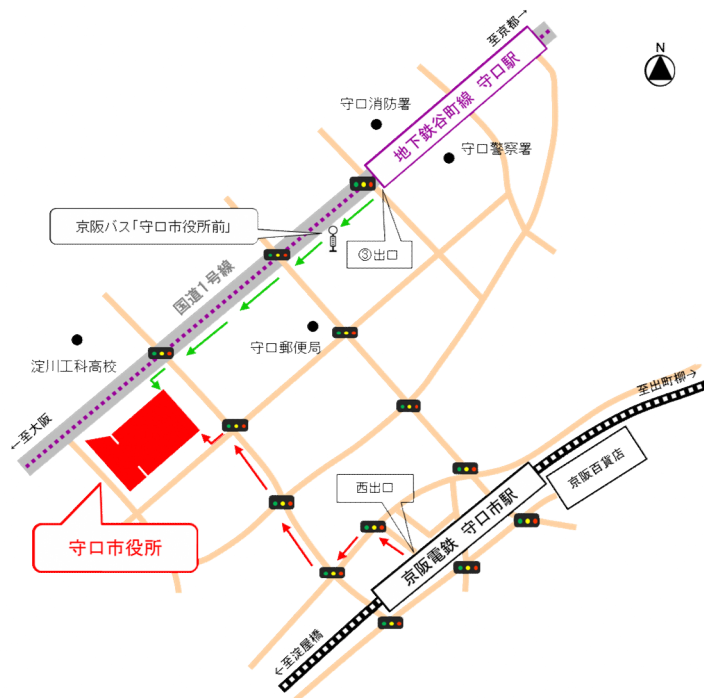 至京都→
N
守口消防署
地下鉄谷町線 守口駅
守口警察署
京阪バス「守口市役所前」
③出口
国道1号線
淀川工科高校
守口郵便局
←至大阪
至出町柳→
京阪百貨店
西出口
京阪電鉄 守口市駅
守口市役所
←至淀屋橋